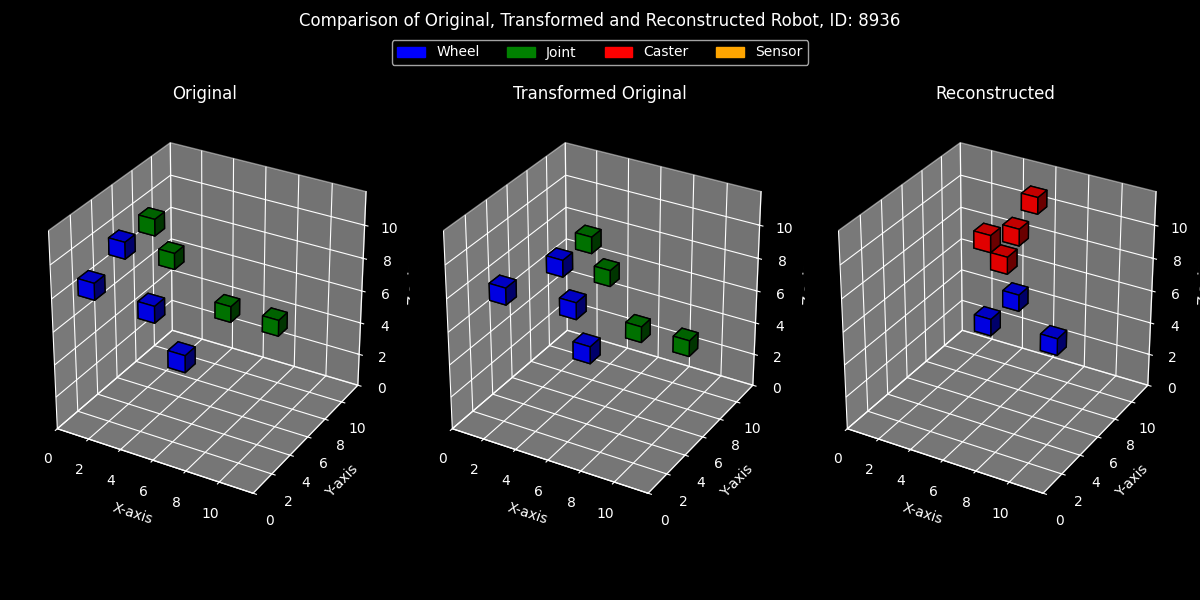 Comparison of Original, Transformed and Reconstructed Robot, ID: 8936
Wheel Joint Caster Sensor
Original Transformed Original Reconstructed
10 10 10
8 8 8
6 6 6
4 4 4
2 2 2
0 0 0
10 10 10
8 8 8
0 6 0 6 0 6
2 4 2 4 2 4
4 2 4 2 4 2
6 0 6 0 6 0
8 8 8
10 10 10
X-axis Y-axis X-axis Y-axis X-axis Y-axis